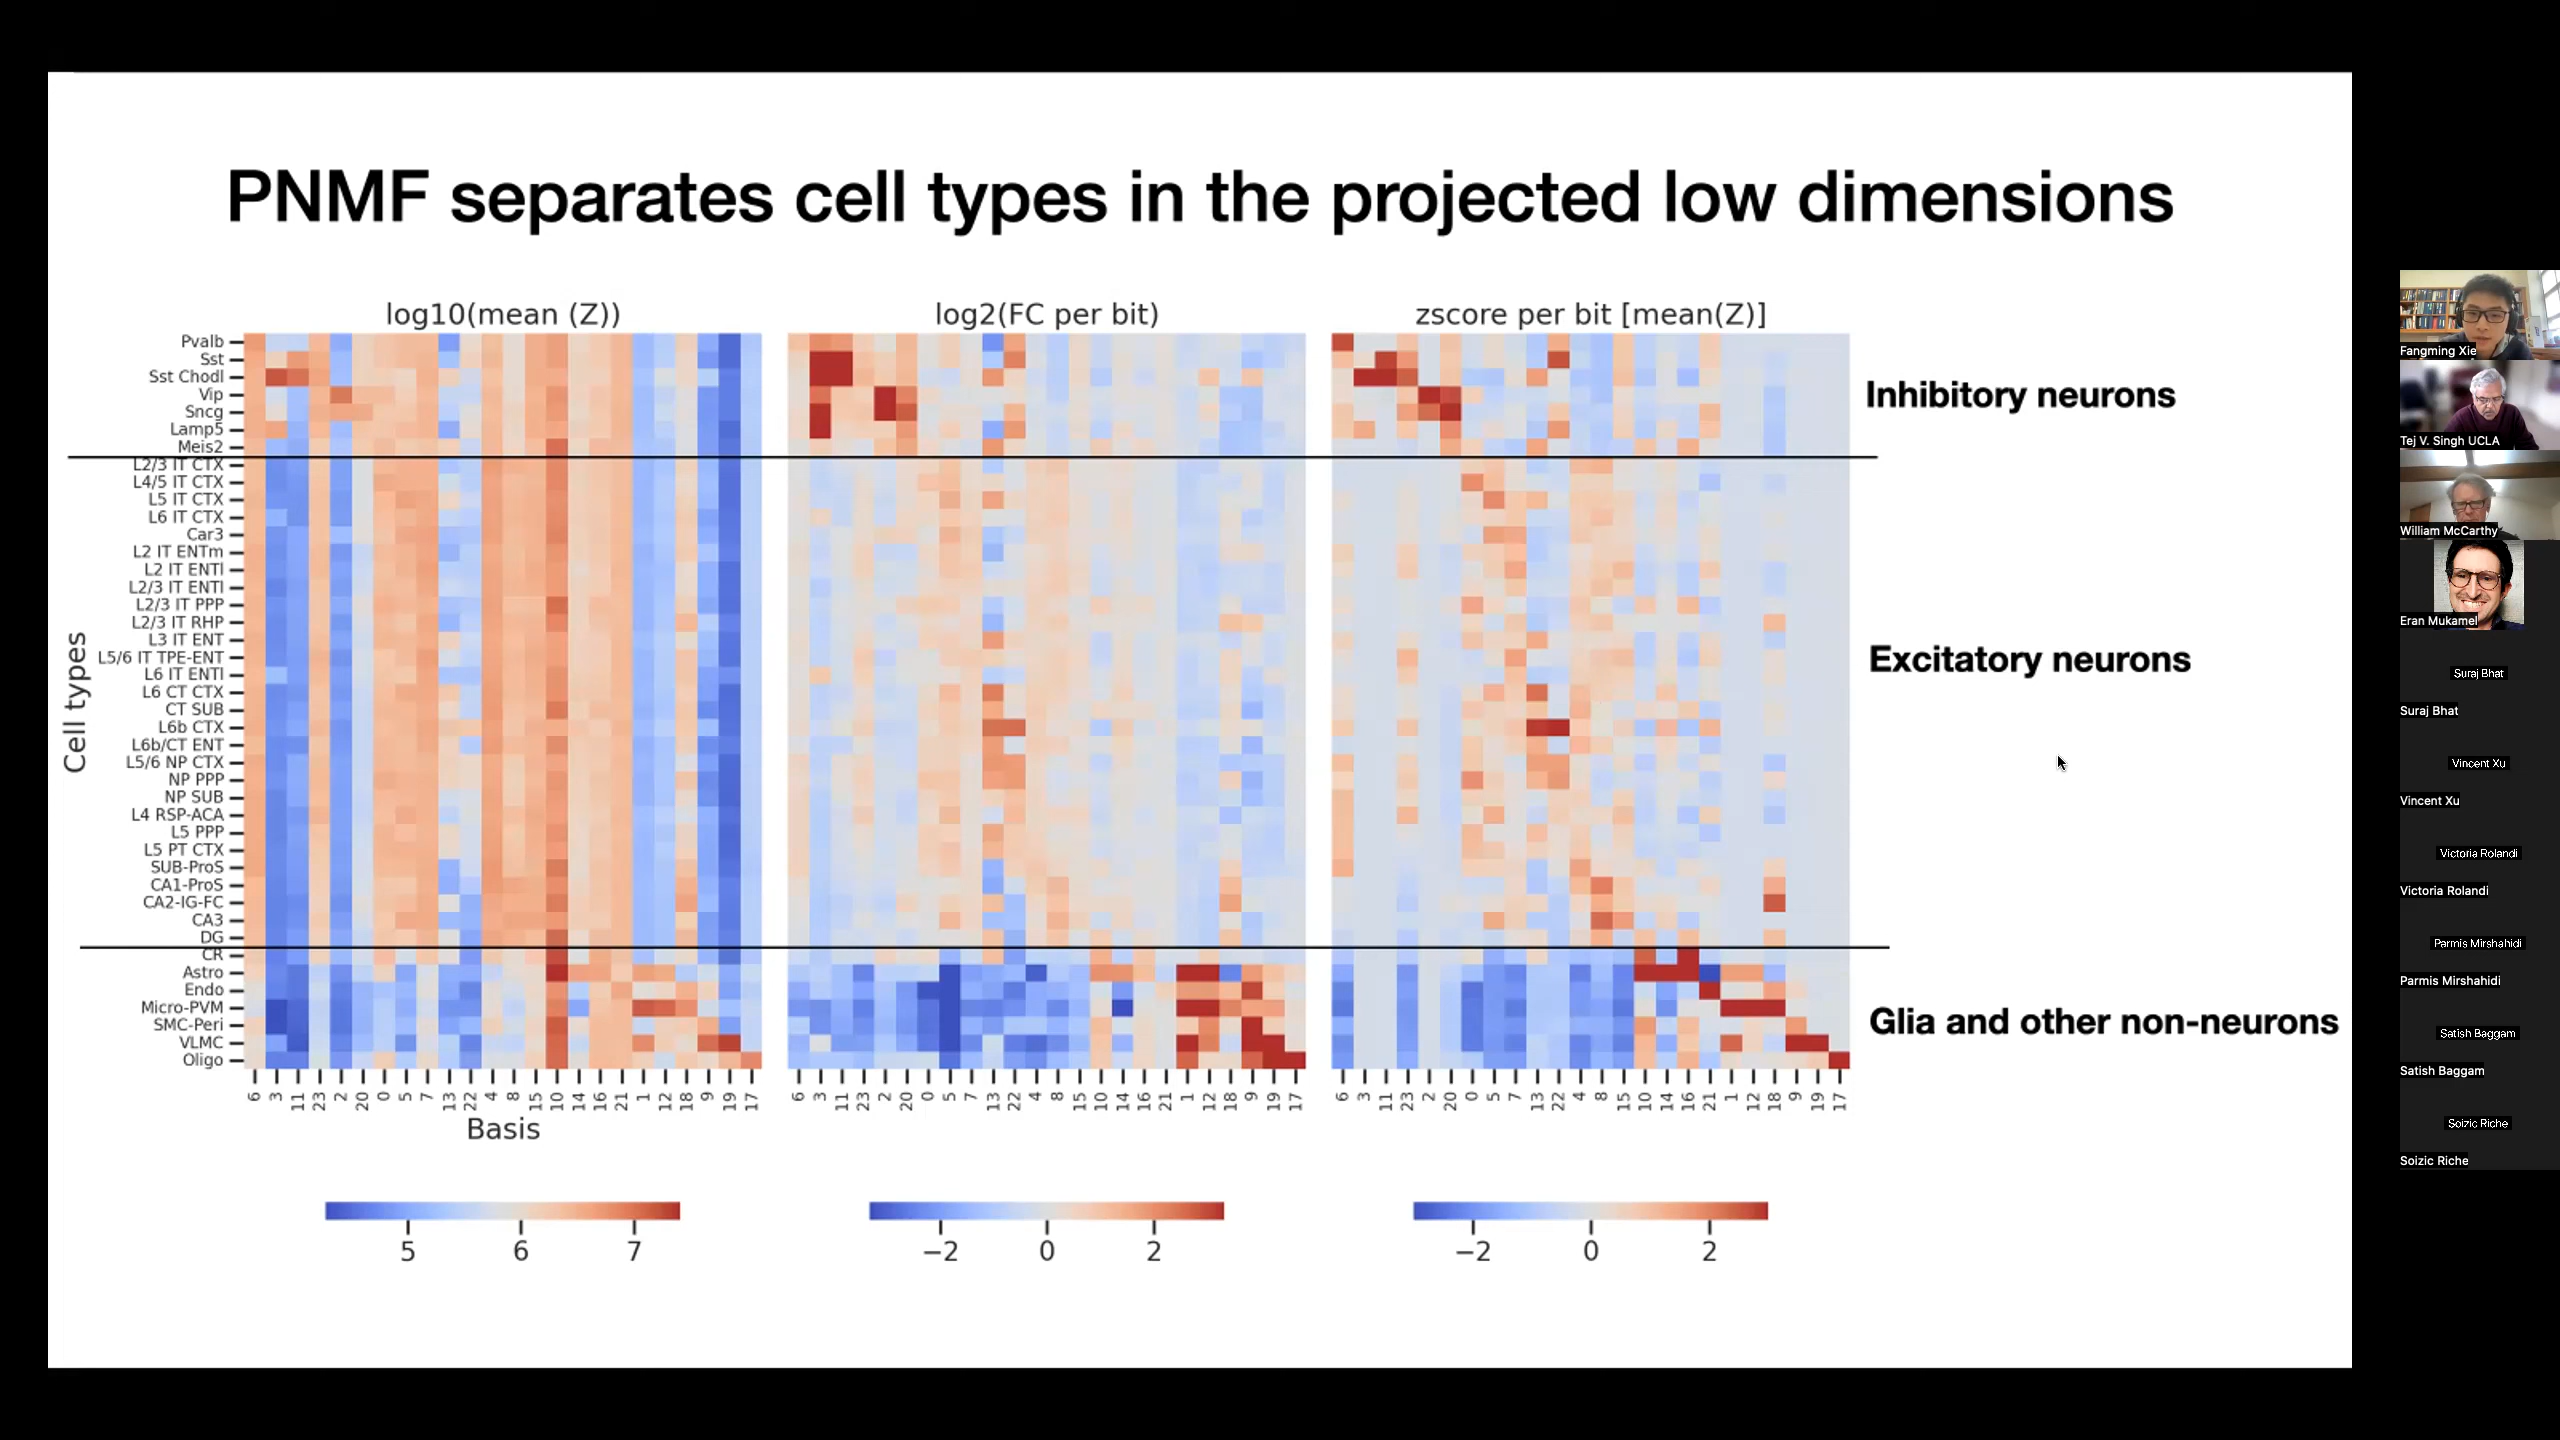 PNMF separates cell types in the projected low dimensions
log10(mean (Z))
log2(FC per bit)
zscore per bit [mean(Z)]
Cell types
Pvalb
Sst
Sst Chodl
Vip
Sncg
Lamp5
Meis2
L2/3 IT CTX
L4/5 IT CTX
L5 IT CTX
L6 IT CTX
Car3
L2 IT ENTm
L2 IT ENTl
L2/3 IT ENTl
L2/3 IT PPP
L2/3 IT RHP
L3 IT ENT
L5/6 IT TPE-ENT
L6 IT ENTl
L6 CT CTX
CT SUB
L6b CTX
L6b/CT ENT
L5/6 NP CTX
NP PPP
NP SUB
L4 RSP-ACA
L5 PPP
L5 PT CTX
SUB-ProS
CA1-ProS
CA2-IG-FC
CA3
DG
CR
Astro
Endo
Micro-PVM
SMC-Peri
VLMC
Oligo
Inhibitory neurons
Excitatory neurons
Glia and other non-neurons
6 3 11 23 2 20 0 5 7 13 22 4 8 15 10 14 16 21 1 12 18 9 19 17
6 3 11 23 2 20 0 5 7 13 22 4 8 15 10 14 16 21 1 12 18 9 19 17
6 3 11 23 2 20 0 5 7 13 22 4 8 15 10 14 16 21 1 12 18 9 19 17
Basis
5 6 7
−2 0 2
−2 0 2
Fangming Xie
Tej V. Singh UCLA
William McCarthy
Eran Mukamel
Suraj Bhat
Suraj Bhat
Vincent Xu
Vincent Xu
Victoria Rolandi
Victoria Rolandi
Parmis Mirshahidi
Parmis Mirshahidi
Satish Baggam
Satish Baggam
Soizic Riche
Soizic Riche